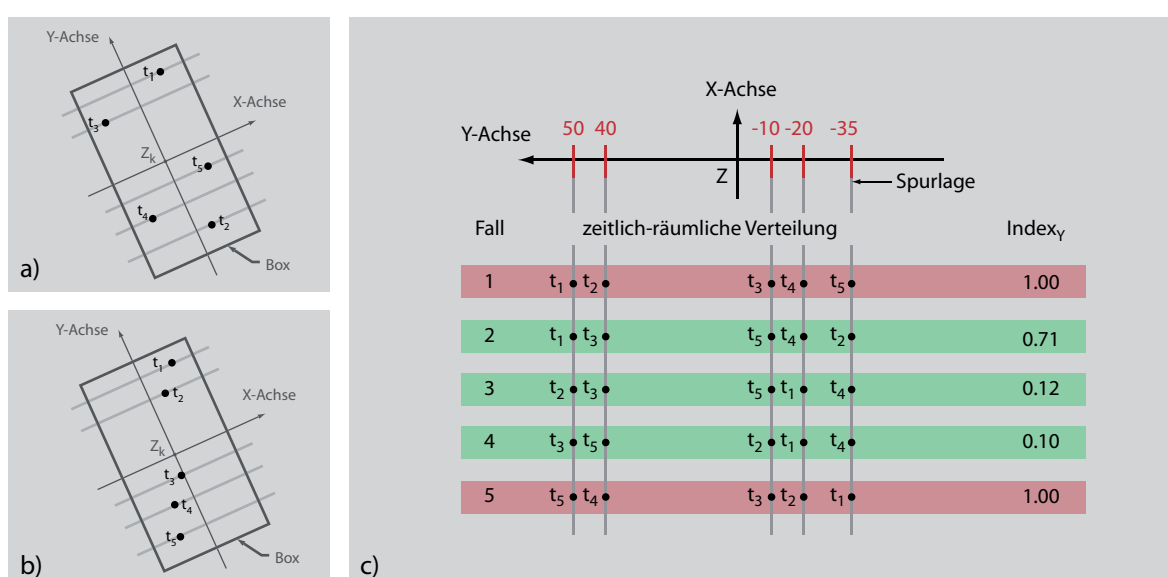 Y-Achse
t1
X-Achse
t3
Zk
t5
t4
t2
Box
a)
Y-Achse
t1
X-Achse
t2
Zk
t3
t4
t5
Box
b)
X-Achse
Y-Achse 50 40 -10 -20 -35
Z Spurlage
Fall zeitlich-räumliche Verteilung IndexY
1 t1 t2 t3 t4 t5 1.00
2 t1 t3 t5 t4 t2 0.71
3 t2 t3 t5 t1 t4 0.12
4 t3 t5 t2 t1 t4 0.10
5 t5 t4 t3 t2 t1 1.00
c)